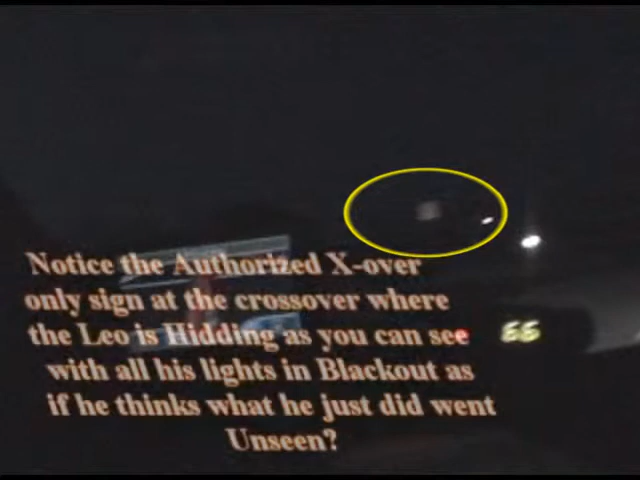 Notice the Authorized X-over
only sign at the crossover where
the Leo is Hidding as you can see
with all his lights in Blackout as
if he thinks what he just did went
Unseen?
66